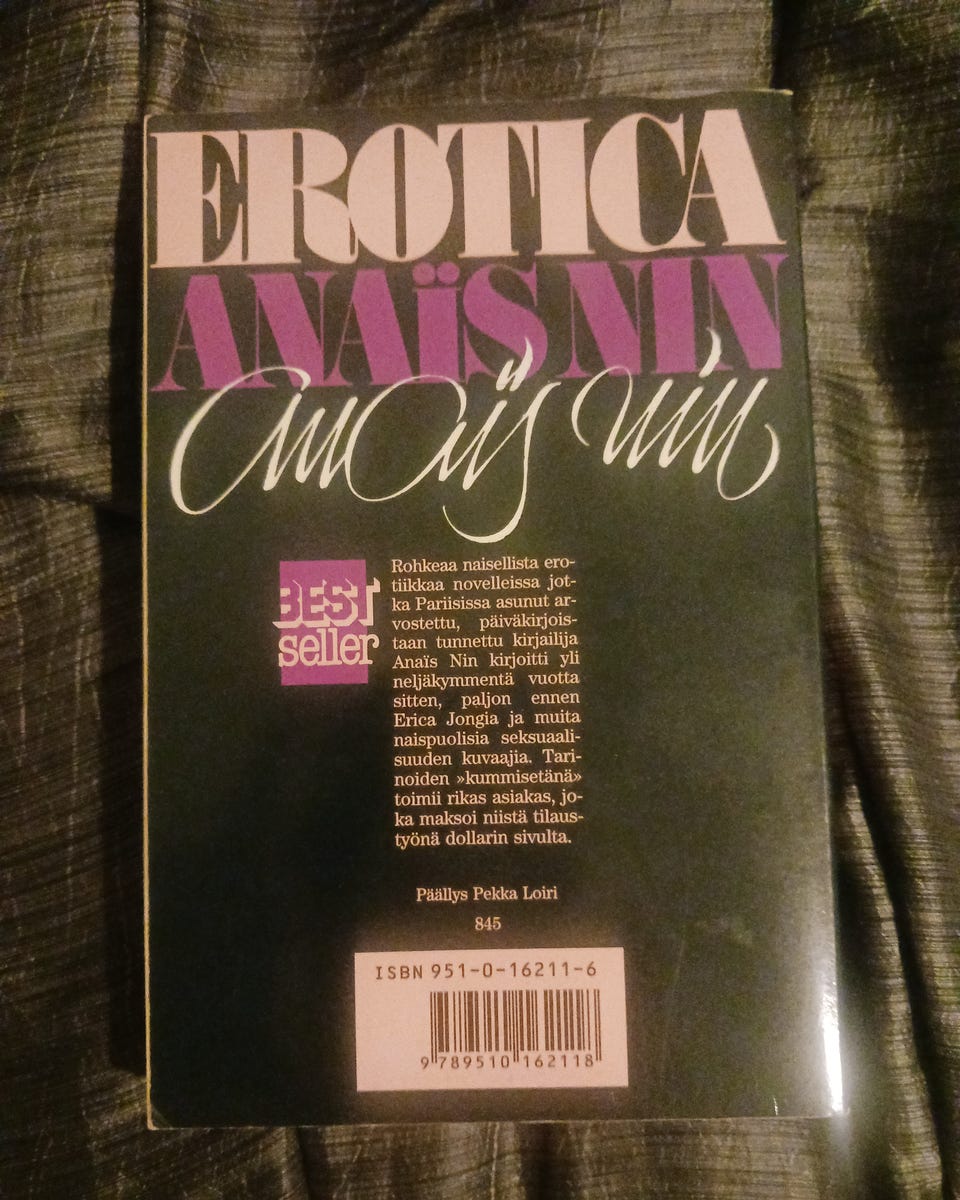 EROTICA
ANAÏS NIN
anaïs nin
BEST
seller
Rohkeaa naisellista ero-
tiikkaa novelleissa jot-
ka Pariisissa asunut ar-
vostettu, päiväkirjois-
taan tunnettu kirjailija
Anaïs Nin kirjoitti yli
neljäkymmentä vuotta
sitten, paljon ennen
Erica Jongia ja muita
naispuolisia seksuaali-
suuden kuvaajia. Tari-
noiden »kummisetänä»
toimii rikas asiakas, jo-
ka maksoi niistä tilaus-
työnä dollarin sivulta.
Päällys Pekka Loiri
845
ISBN 951-0-16211-6
9 789510 162118